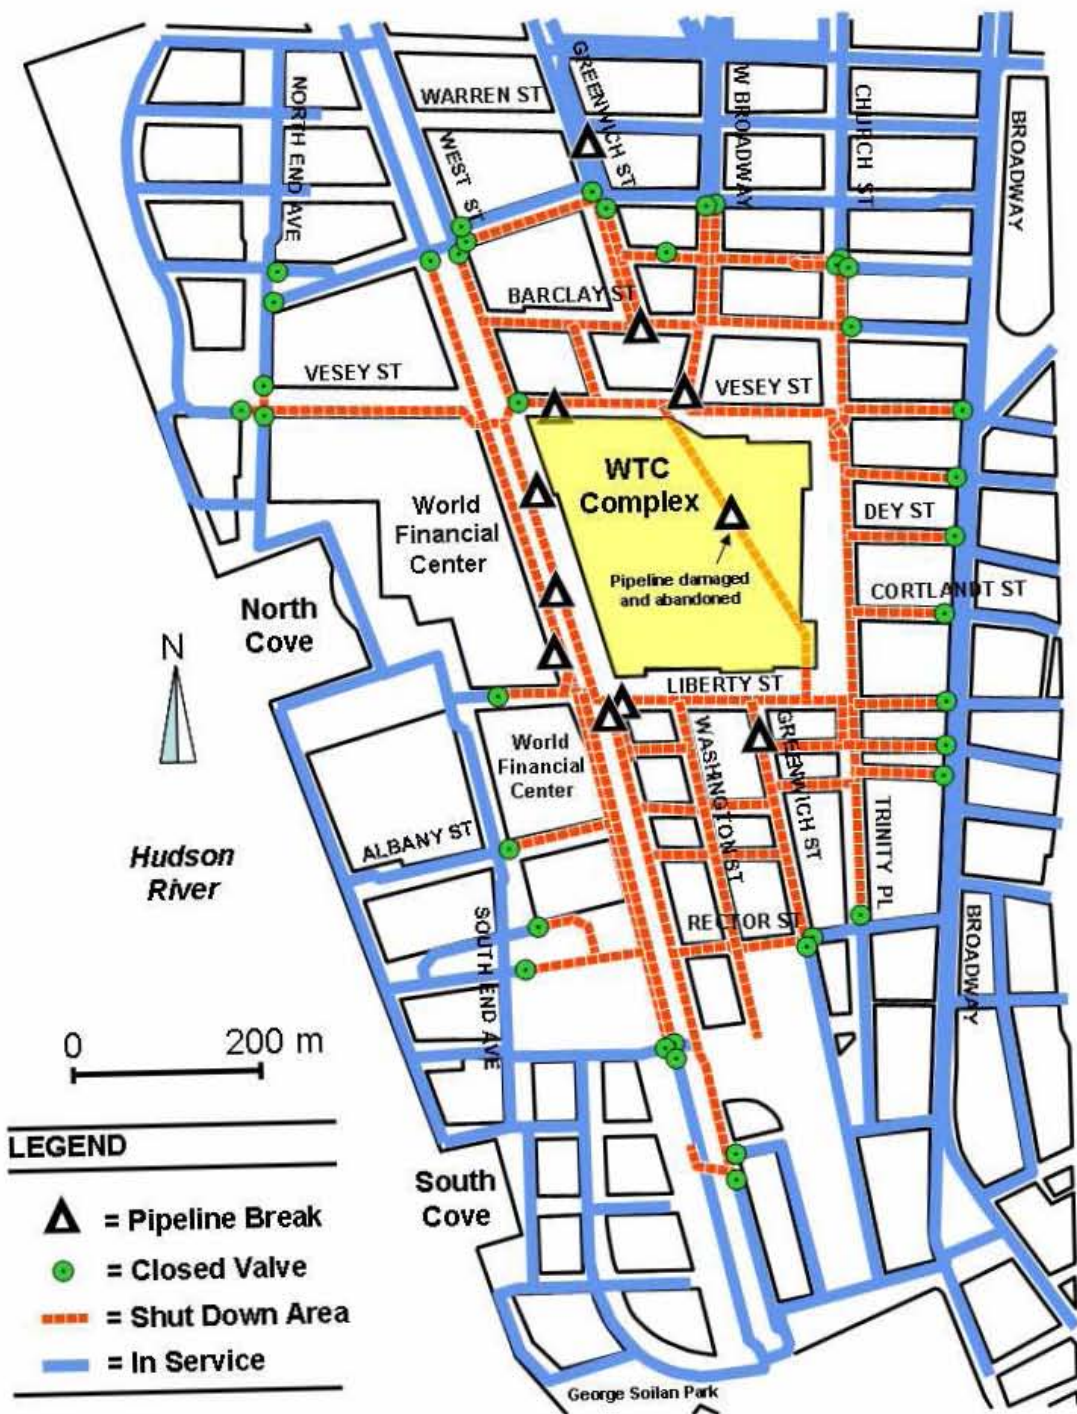 WARREN ST
GREENWICH ST
W BROADWAY
CHURCH ST
BROADWAY
NORTH END AVE
WEST ST
BARCLAY ST
VESEY ST
VESEY ST
WTC
Complex
World
Financial
Center
DEY ST
Pipeline damaged
and abandoned
CORTLANDT ST
North
Cove
N
LIBERTY ST
World
Financial
Center
WASHINGTON ST
GREENWICH ST
TRINITY PL
ALBANY ST
Hudson
River
RECTOR ST
SOUTH END AVE
BROADWAY
0 200 m
LEGEND
= Pipeline Break
= Closed Valve
= Shut Down Area
= In Service
South
Cove
George Soilan Park